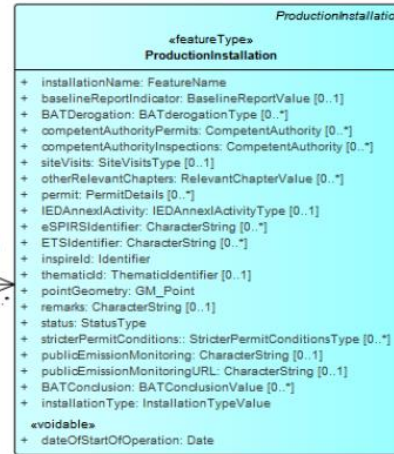 ProductionInstallatio
«featureType»
ProductionInstallation
+ installationName: FeatureName
+ baselineReportIndicator: BaselineReportValue [0..1]
+ BATDerogation: BATderogationType [0..*]
+ competentAuthorityPermits: CompetentAuthority [0..*]
+ competentAuthorityInspections: CompetentAuthority [0..*]
+ siteVisits: SiteVisitsType [0..1]
+ otherRelevantChapters: RelevantChapterValue [0..*]
+ permit: PermitDetails [0..*]
+ IEDAnnexIActivity: IEDAnnexIActivityType [0..1]
+ eSPIRSIdentifier: CharacterString [0..*]
+ ETSIdentifier: CharacterString [0..*]
+ inspireId: Identifier
+ thematicId: ThematicIdentifier [0..1]
+ pointGeometry: GM_Point
+ remarks: CharacterString [0..1]
+ status: StatusType
+ stricterPermitConditions:: StricterPermitConditionsType [0..*]
+ publicEmissionMonitoring: CharacterString [0..1]
+ publicEmissionMonitoringURL: CharacterString [0..1]
+ BATConclusion: BATConclusionValue [0..*]
+ installationType: InstallationTypeValue
«voidable»
+ dateOfStartOfOperation: Date